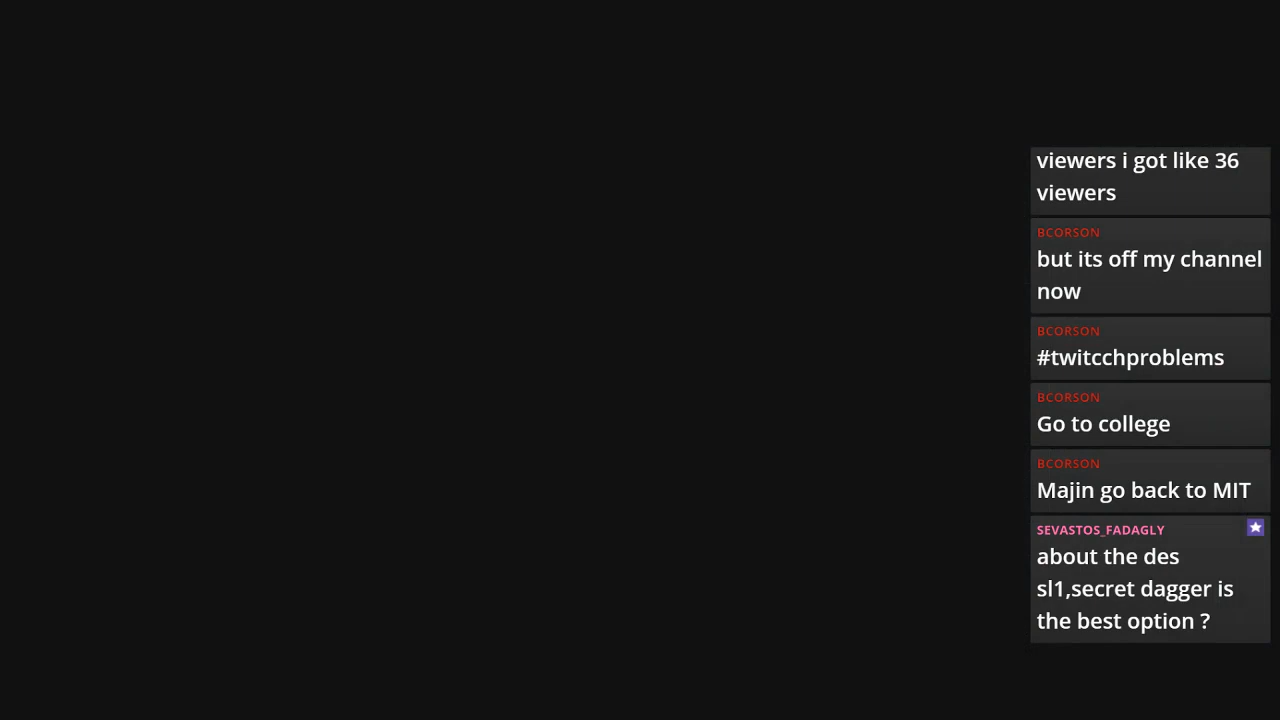 viewers i got like 36
viewers
BCORSON
but its off my channel
now
BCORSON
#twitcchproblems
BCORSON
Go to college
BCORSON
Majin go back to MIT
SEVASTOS_FADAGLY
about the des
sl1,secret dagger is
the best option ?